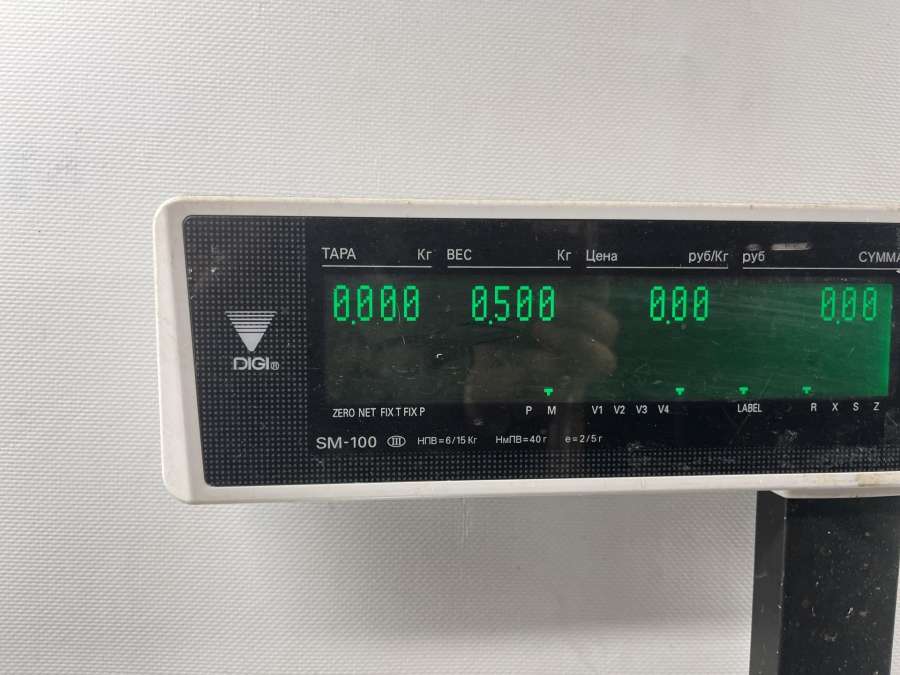 ТАРА Кг ВЕС Кг Цена руб/Кг руб СУММА
0.000 0.500 0.00 0.00
DIGI®
ZERO NET FIX T FIX P P M V1 V2 V3 V4 LABEL R X S Z
SM-100 III НПВ=6/15 Кг НмПВ=40 г е=2/5 г